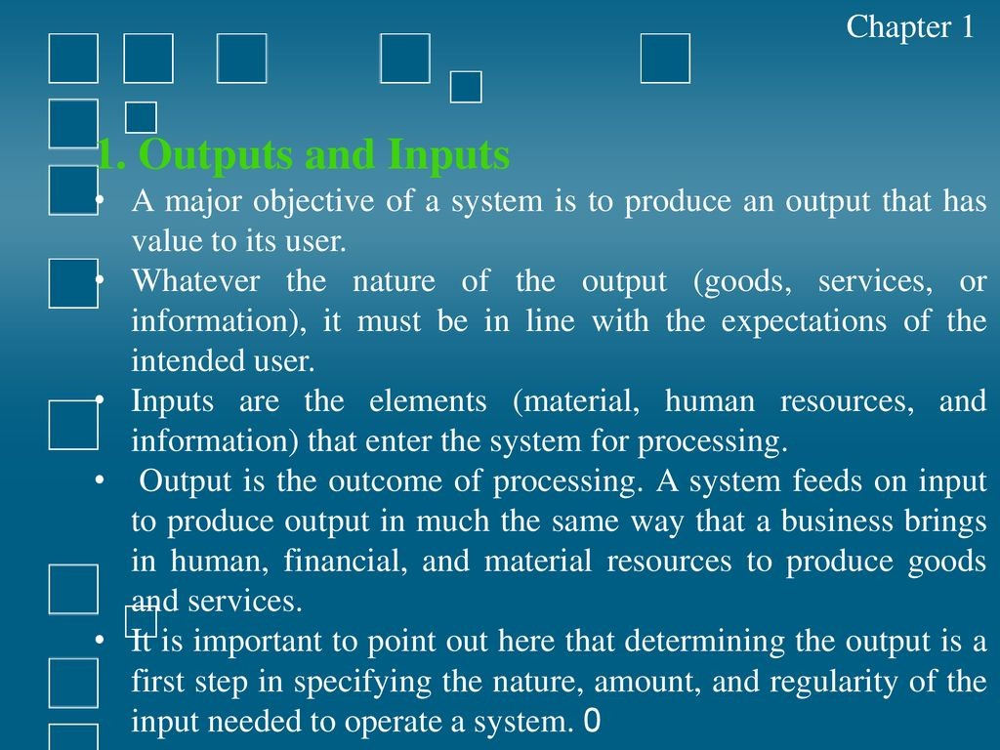 Chapter 1
1. Outputs and Inputs
• A major objective of a system is to produce an output that has
value to its user.
• Whatever the nature of the output (goods, services, or
information), it must be in line with the expectations of the
intended user.
• Inputs are the elements (material, human resources, and
information) that enter the system for processing.
• Output is the outcome of processing. A system feeds on input
to produce output in much the same way that a business brings
in human, financial, and material resources to produce goods
and services.
• It is important to point out here that determining the output is a
first step in specifying the nature, amount, and regularity of the
input needed to operate a system. 0